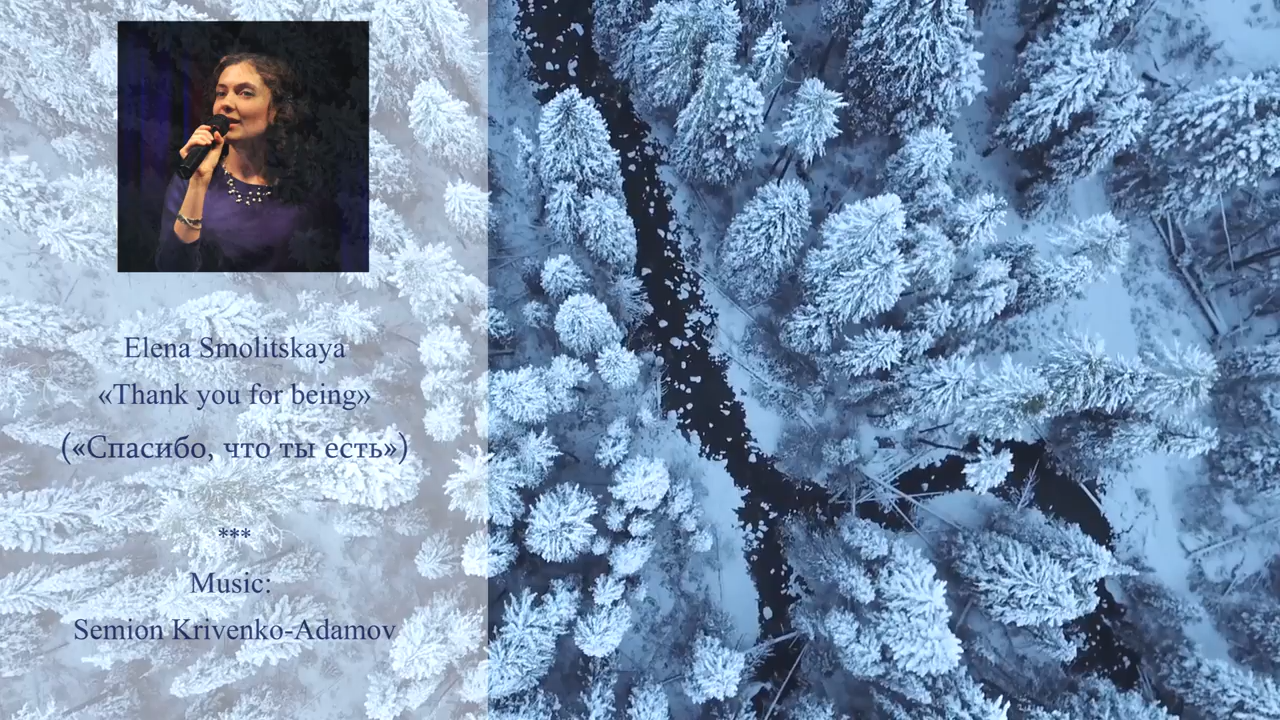 Elena Smolitskaya
«Thank you for being»
(«Спасибо, что ты есть»)
***
Music:
Semion Krivenko-Adamov